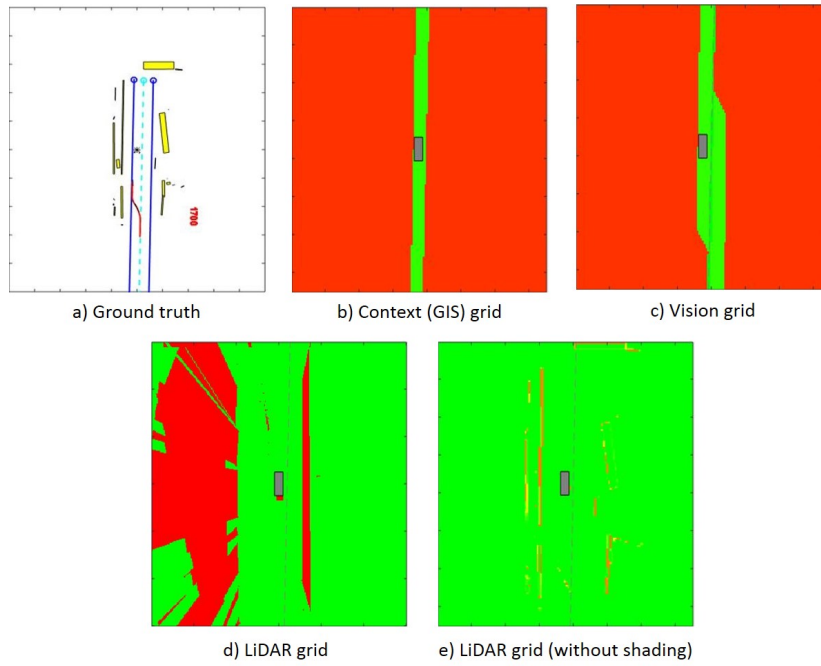 1700
a) Ground truth
b) Context (GIS) grid
c) Vision grid
d) LiDAR grid
e) LiDAR grid (without shading)